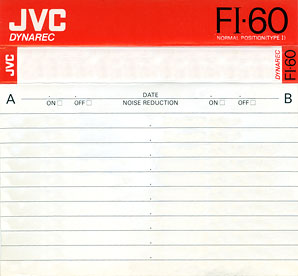 JVC FI·60
DYNAREC NORMAL POSITION (TYPE I)
JVC DYNAREC FI·60
A DATE B
ON □ OFF □ NOISE REDUCTION ON □ OFF □